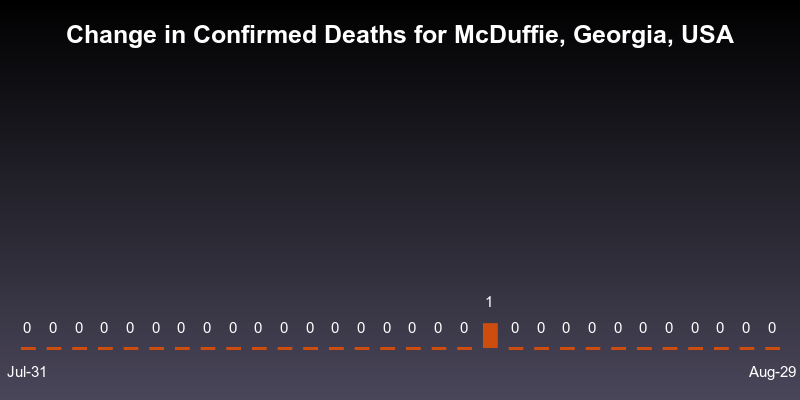 Change in Confirmed Deaths for McDuffie, Georgia, USA
1
0 0 0 0 0 0 0 0 0 0 0 0 0 0 0 0 0 0 0 0 0 0 0 0 0 0 0 0 0
Jul-31 Aug-29